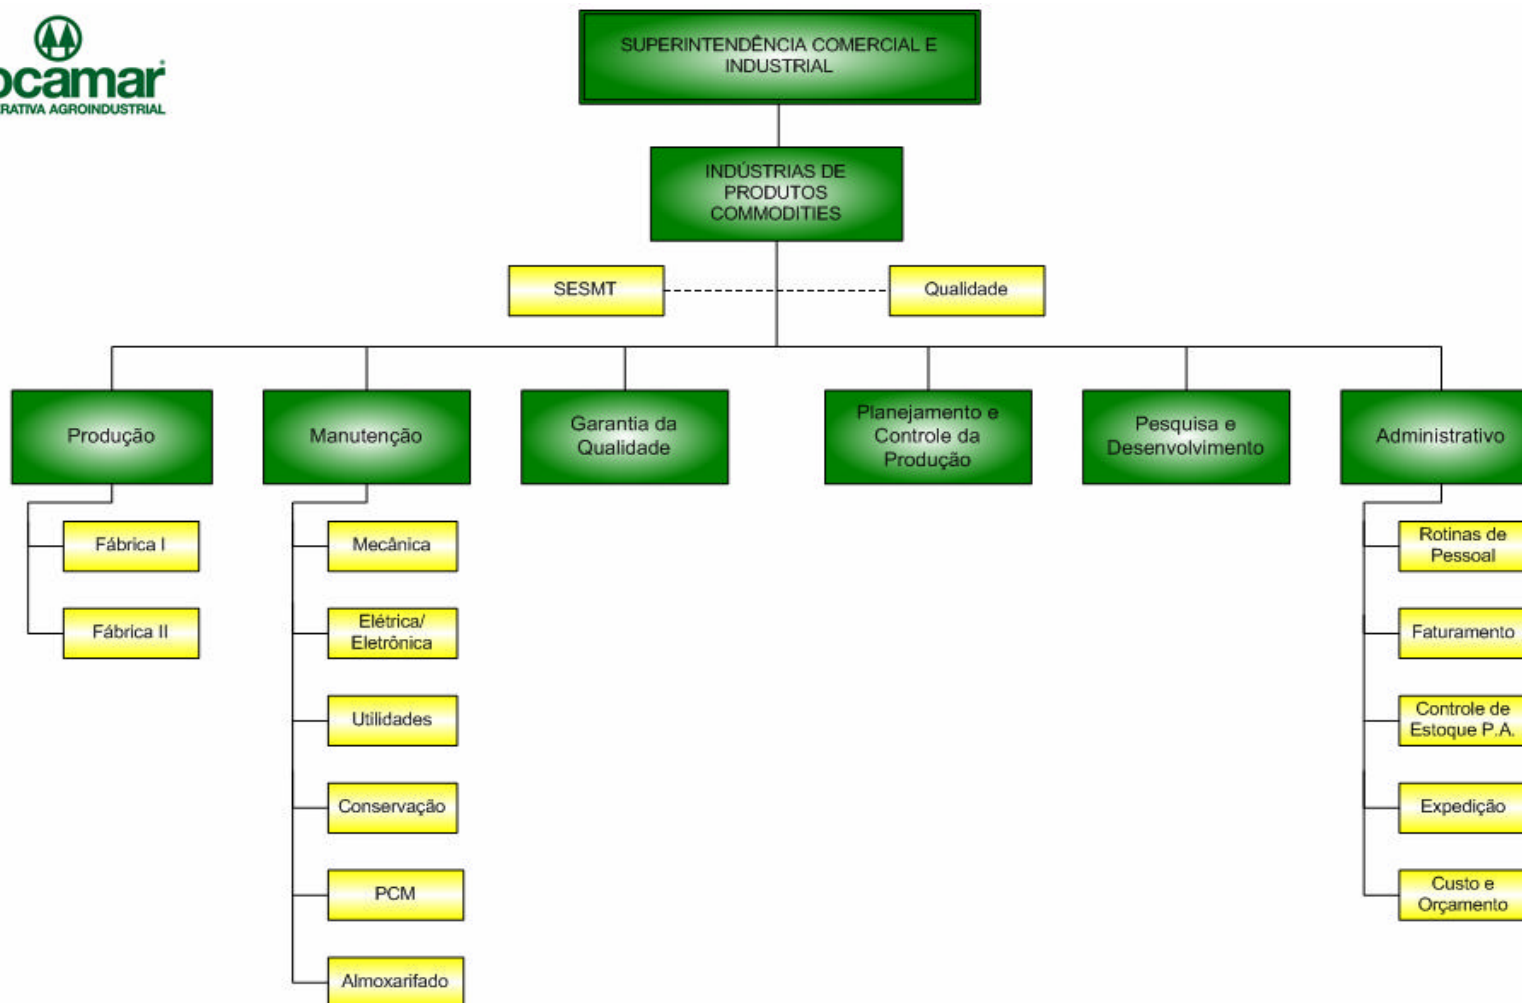 ocamar
ERATIVA AGROINDUSTRIAL
SUPERINTENDÊNCIA COMERCIAL E
INDUSTRIAL
INDÚSTRIAS DE
PRODUTOS
COMMODITIES
SESMT
Qualidade
Produção
Manutenção
Garantia da
Qualidade
Planejamento e
Controle da
Produção
Pesquisa e
Desenvolvimento
Administrativo
Fábrica I
Fábrica II
Mecânica
Elétrica/
Eletrônica
Utilidades
Conservação
PCM
Almoxarifado
Rotinas de
Pessoal
Faturamento
Controle de
Estoque P.A.
Expedição
Custo e
Orçamento